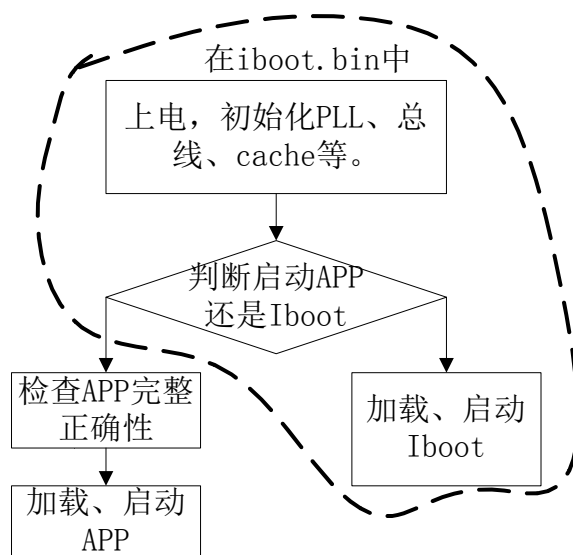 在iboot.bin中
上电，初始化PLL、总
线、cache等。
判断启动APP
还是Iboot
检查APP完整
正确性
加载、启动
Iboot
加载、启动
APP